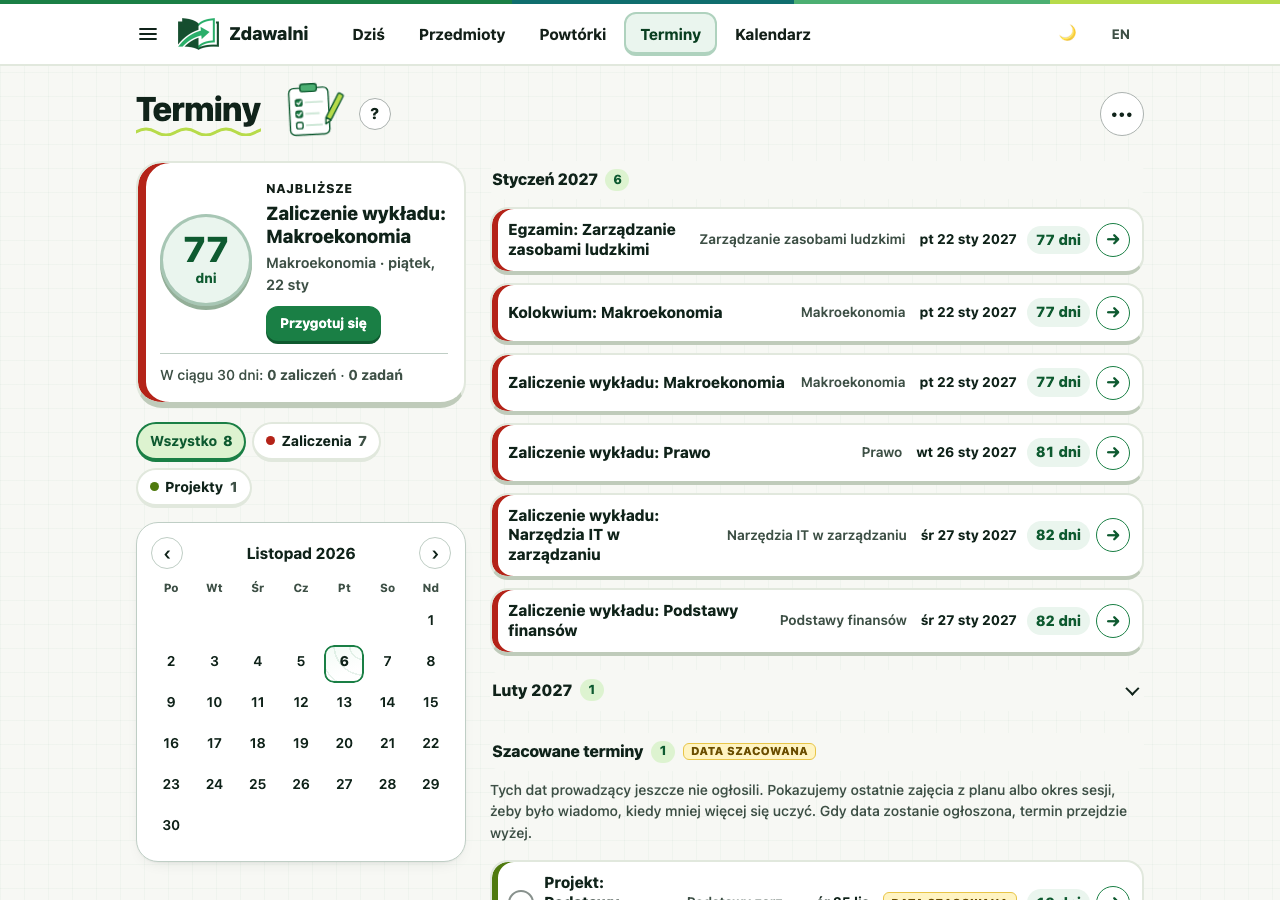 Zdawalni
Dziś
Przedmioty
Powtórki
Terminy
Kalendarz
EN
Terminy
?
NAJBLIŻSZE
77
dni
Zaliczenie wykładu:
Makroekonomia
Makroekonomia · piątek,
22 sty
Przygotuj się
W ciągu 30 dni: 0 zaliczeń · 0 zadań
Wszystko 8
Zaliczenia 7
Projekty 1
Listopad 2026
Po Wt Śr Cz Pt So Nd
1
2 3 4 5 6 7 8
9 10 11 12 13 14 15
16 17 18 19 20 21 22
23 24 25 26 27 28 29
30
Styczeń 2027 6
Egzamin: Zarządzanie
zasobami ludzkimi
Zarządzanie zasobami ludzkimi pt 22 sty 2027 77 dni
Kolokwium: Makroekonomia Makroekonomia pt 22 sty 2027 77 dni
Zaliczenie wykładu: Makroekonomia Makroekonomia pt 22 sty 2027 77 dni
Zaliczenie wykładu: Prawo Prawo wt 26 sty 2027 81 dni
Zaliczenie wykładu:
Narzędzia IT w
zarządzaniu
Narzędzia IT w zarządzaniu śr 27 sty 2027 82 dni
Zaliczenie wykładu: Podstawy
finansów
Podstawy finansów śr 27 sty 2027 82 dni
Luty 2027 1
Szacowane terminy 1 DATA SZACOWANA
Tych dat prowadzący jeszcze nie ogłosili. Pokazujemy ostatnie zajęcia z planu albo okres sesji,
żeby było wiadomo, kiedy mniej więcej się uczyć. Gdy data zostanie ogłoszona, termin przejdzie
wyżej.
Projekt: